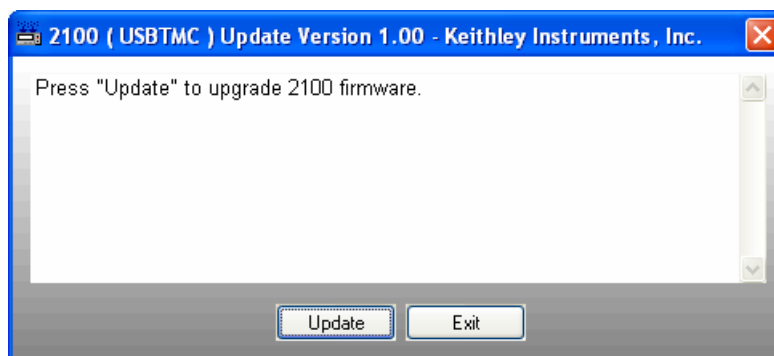 2100 ( USBTMC ) Update Version 1.00 - Keithley Instruments, Inc.
Press "Update" to upgrade 2100 firmware.
Update
Exit